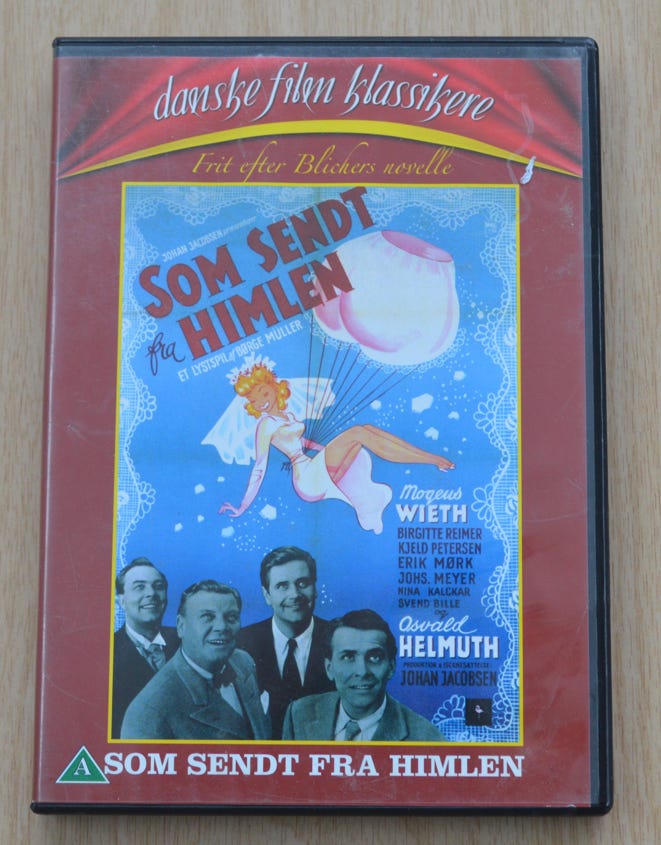 danske film klassikere
Frit efter Blichers novelle
JOHAN JACOBSEN præsenterer
SOM SENDT
fra HIMLEN
ET LYSTSPIL af BØRGE MÜLLER
Mogens
WIETH
BIRGITTE REIMER
KJELD PETERSEN
ERIK MØRK
JOHS. MEYER
NINA KALCKAR
SVEND BILLE
og
Osvald
HELMUTH
PRODUKTION & ISCENESÆTTELSE:
JOHAN JACOBSEN
A
SOM SENDT FRA HIMLEN